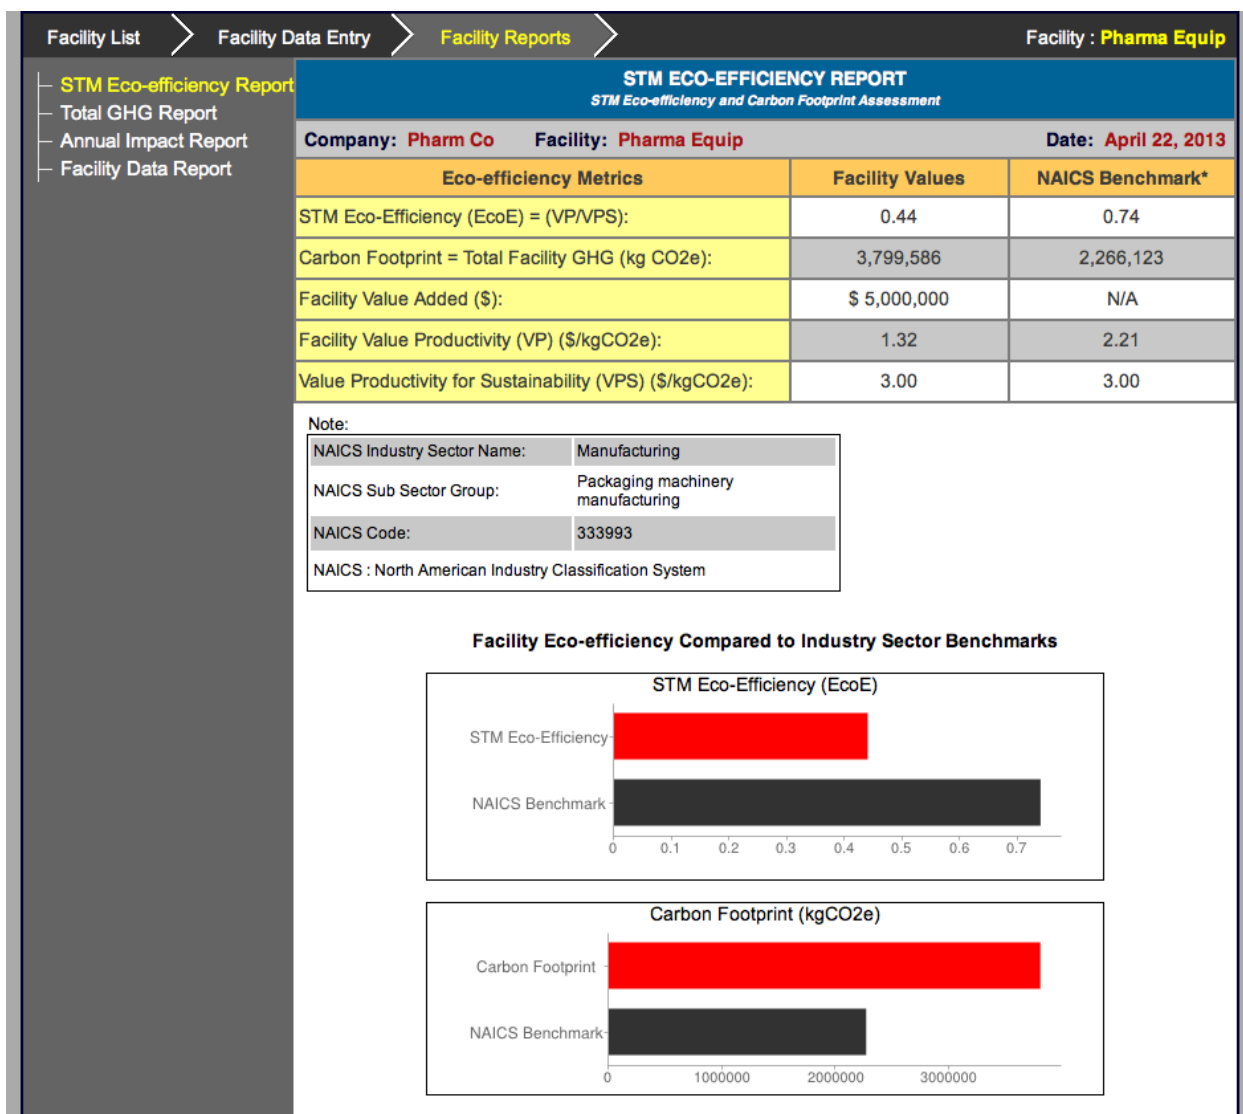 Facility List Facility Data Entry Facility Reports Facility : Pharma Equip
STM Eco-efficiency Report
Total GHG Report
Annual Impact Report
Facility Data Report
STM ECO-EFFICIENCY REPORT
STM Eco-efficiency and Carbon Footprint Assessment
Company: Pharm Co Facility: Pharma Equip Date: April 22, 2013
Eco-efficiency Metrics Facility Values NAICS Benchmark*
STM Eco-Efficiency (EcoE) = (VP/VPS): 0.44 0.74
Carbon Footprint = Total Facility GHG (kg CO2e): 3,799,586 2,266,123
Facility Value Added ($): $ 5,000,000 N/A
Facility Value Productivity (VP) ($/kgCO2e): 1.32 2.21
Value Productivity for Sustainability (VPS) ($/kgCO2e): 3.00 3.00
Note:
NAICS Industry Sector Name: Manufacturing
NAICS Sub Sector Group: Packaging machinery
manufacturing
NAICS Code: 333993
NAICS : North American Industry Classification System
Facility Eco-efficiency Compared to Industry Sector Benchmarks
STM Eco-Efficiency (EcoE)
STM Eco-Efficiency
NAICS Benchmark
0 0.1 0.2 0.3 0.4 0.5 0.6 0.7
Carbon Footprint (kgCO2e)
Carbon Footprint
NAICS Benchmark
0 1000000 2000000 3000000